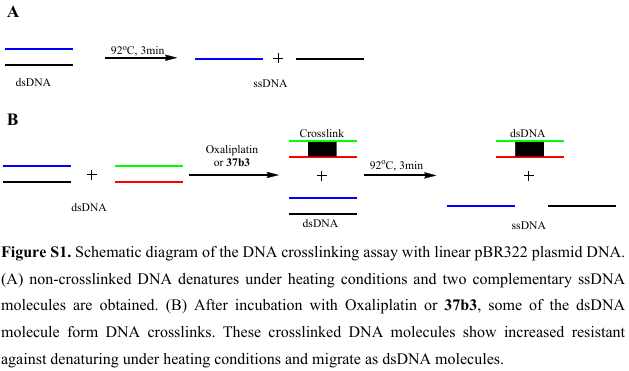 A
92°C, 3min
dsDNA
ssDNA
B
Crosslink
dsDNA
Oxaliplatin
or 37b3
92°C, 3min
dsDNA
dsDNA
ssDNA
Figure S1. Schematic diagram of the DNA crosslinking assay with linear pBR322 plasmid DNA.
(A) non-crosslinked DNA denatures under heating conditions and two complementary ssDNA
molecules are obtained. (B) After incubation with Oxaliplatin or 37b3, some of the dsDNA
molecule form DNA crosslinks. These crosslinked DNA molecules show increased resistant
against denaturing under heating conditions and migrate as dsDNA molecules.